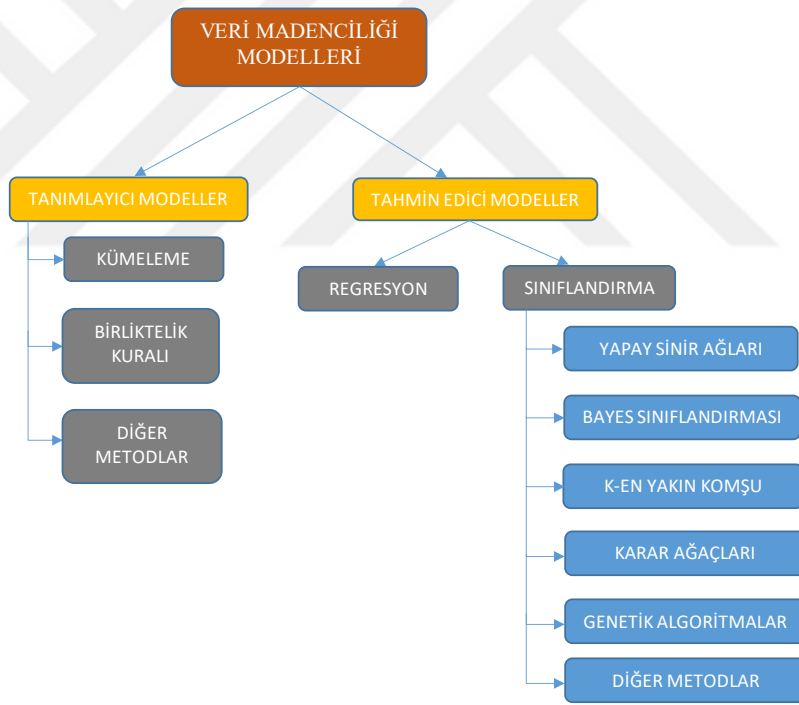 VERİ MADENCİLİĞİ
MODELLERİ
TANIMLAYICI MODELLER
KÜMELEME
BİRLİKTELİK
KURALI
DİĞER
METODLAR
TAHMİN EDİCİ MODELLER
REGRESYON
SINIFLANDIRMA
YAPAY SİNİR AĞLARI
BAYES SINIFLANDIRMASI
K-EN YAKIN KOMŞU
KARAR AĞAÇLARI
GENETİK ALGORİTMALAR
DİĞER METODLAR